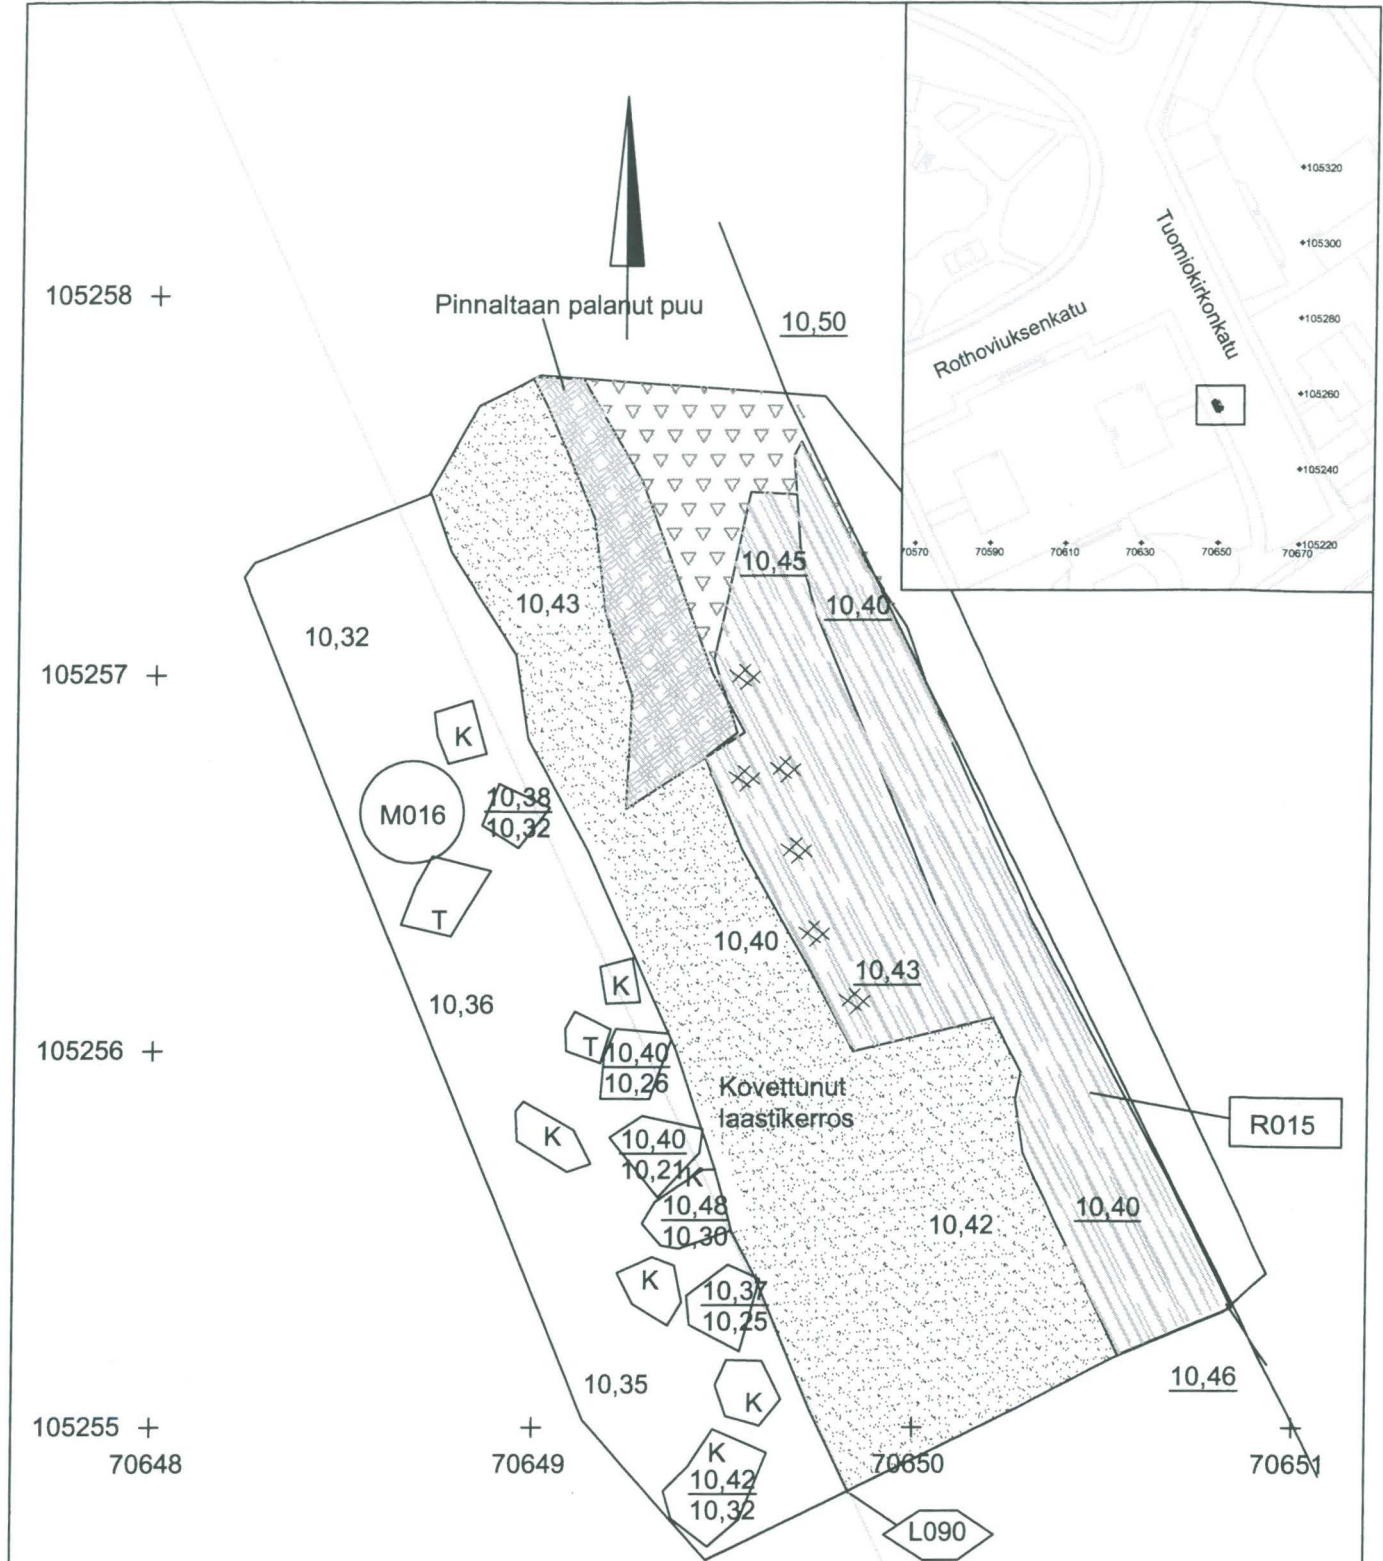 105320
105300
Tuomiokirkonkatu
105258
Pinnaltaan palanut puu
10,50
105280
Rothoviuksenkatu
105260
105240
70570
70590
70610
70630
70650
70670
105220
10,45
10,43
10,40
10,32
105257
K
M016
10,38
10,32
T
10,40
10,43
K
10,36
105256
T
10,40
10,26
Kovettunut
laastikerros
R015
K
10,40
10,21
K
10,48
10,30
10,42
10,40
K
10,37
10,25
10,46
10,35
K
105255
70648
70649
70650
70651
K
10,42
10,32
L090